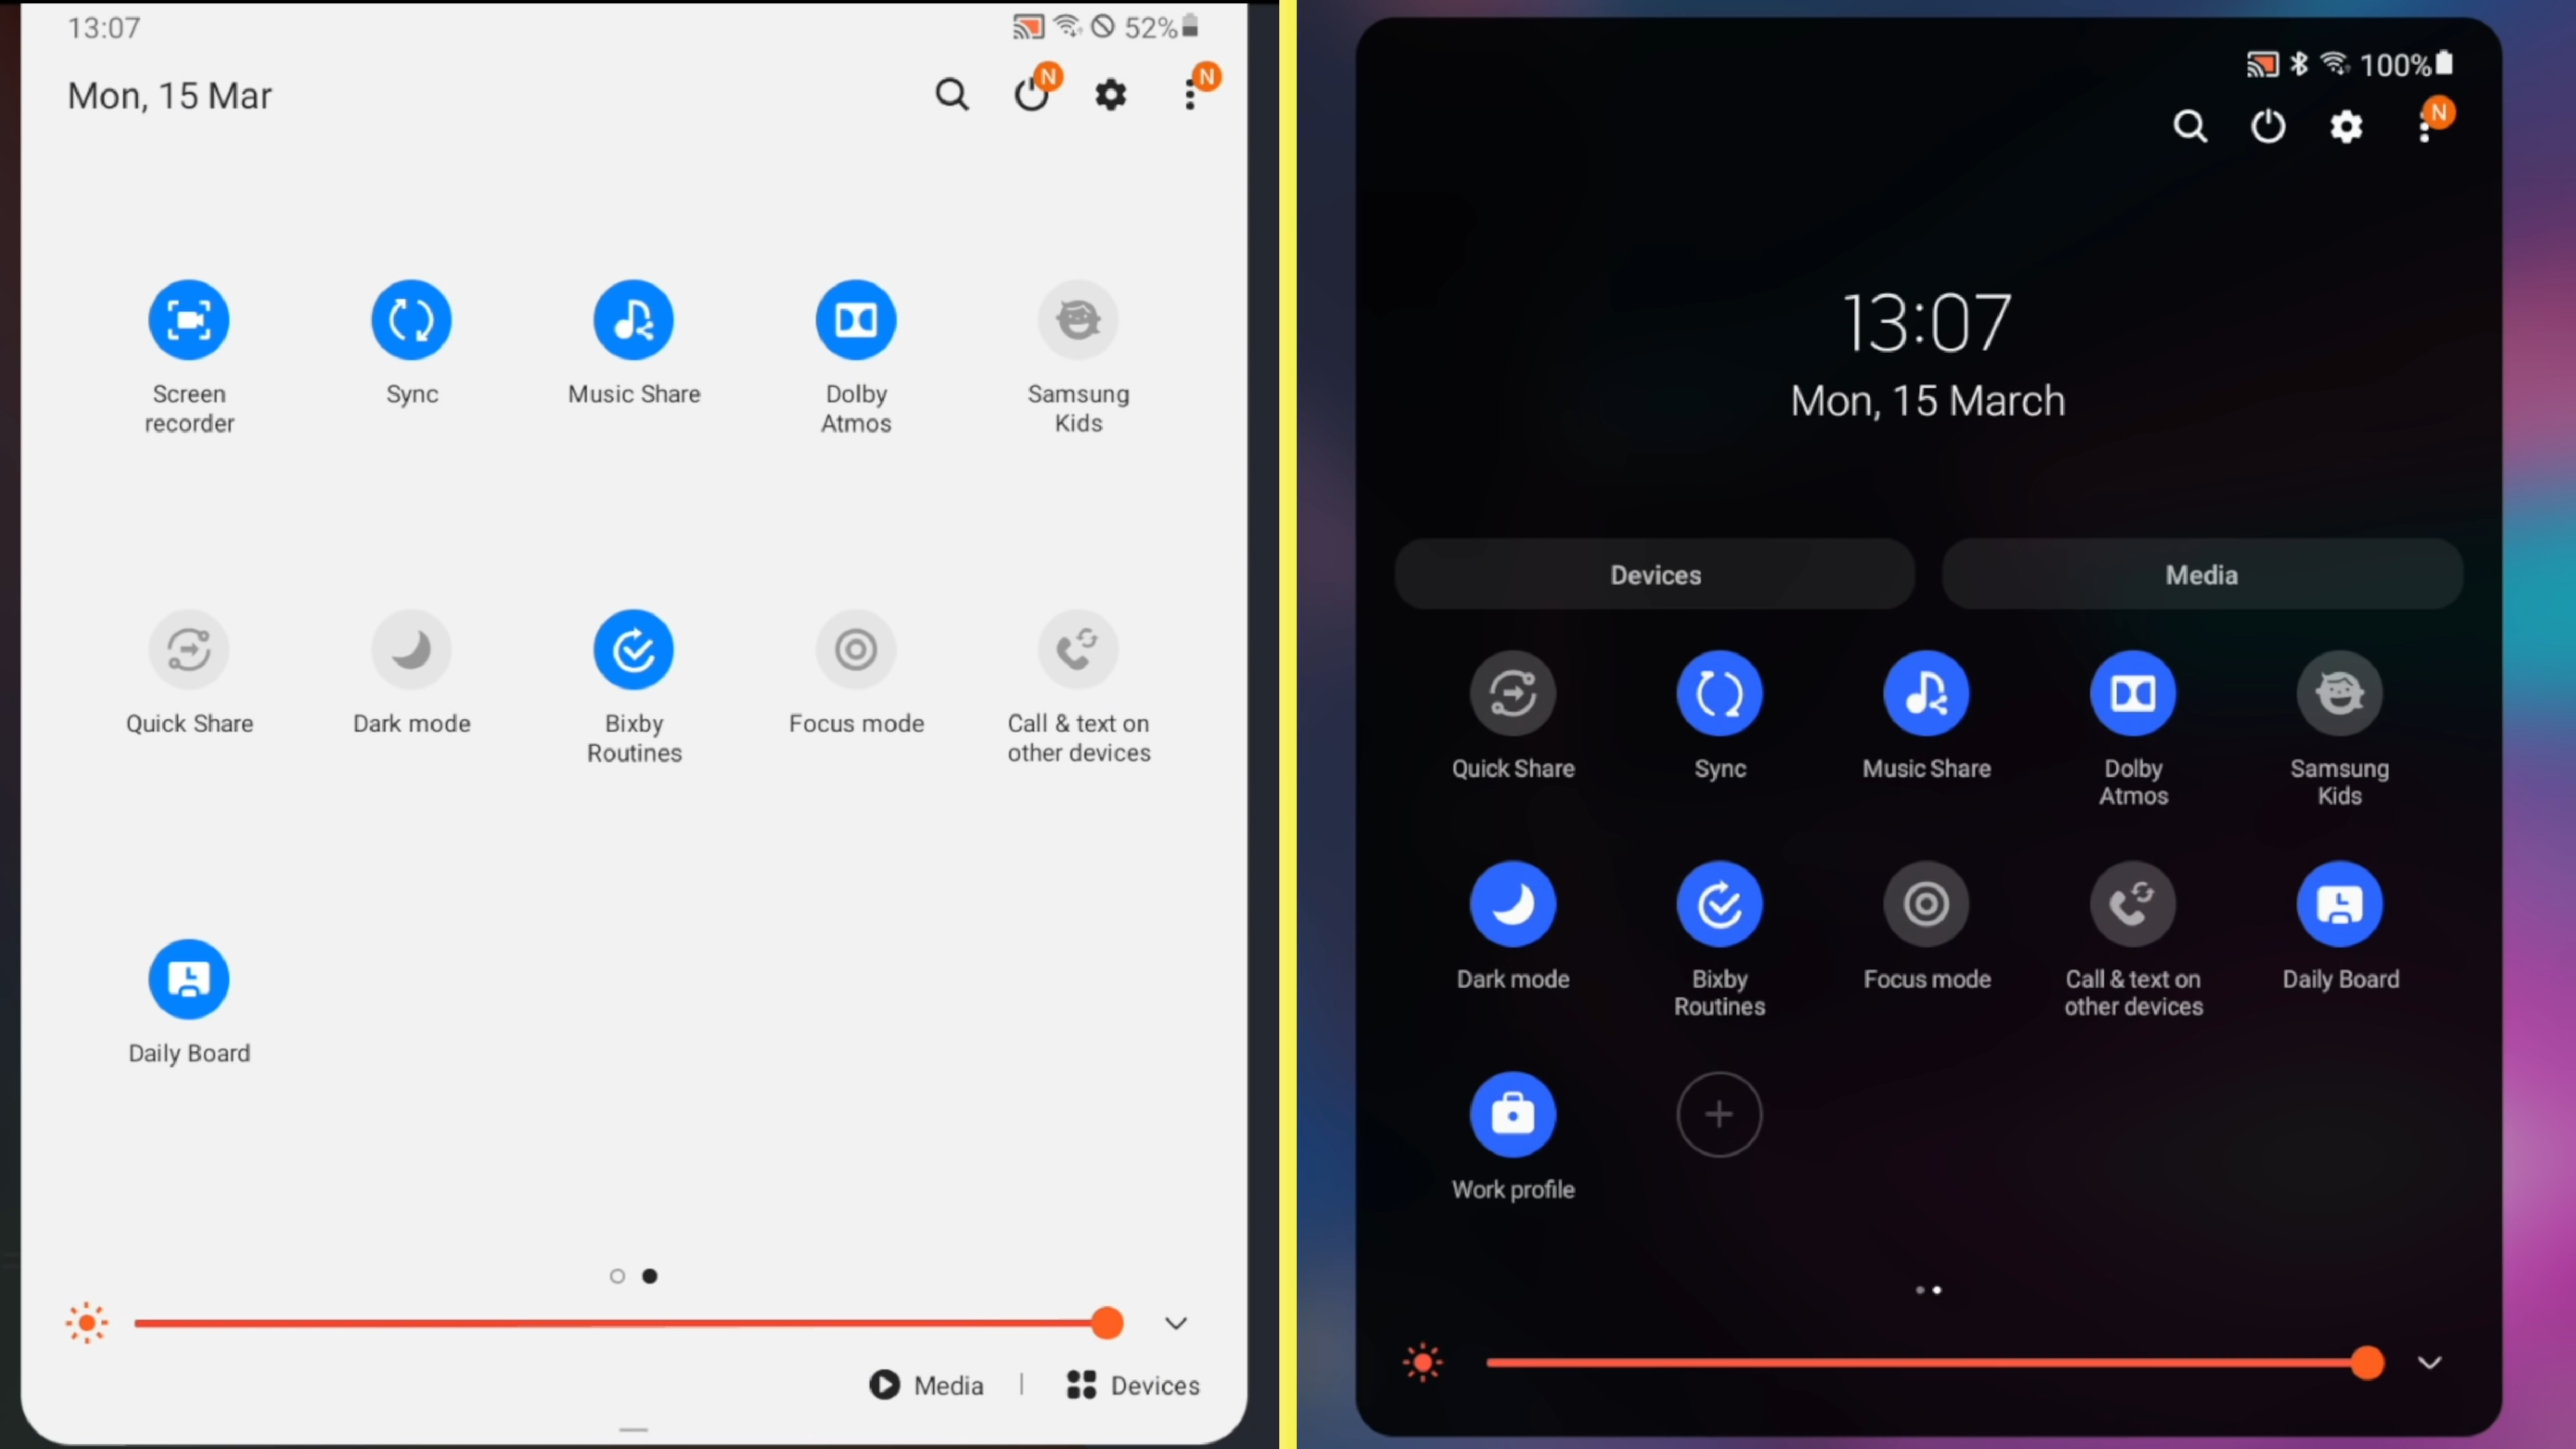 13:07
52%
Mon, 15 Mar
N
N
Screen
recorder
Sync
Music Share
Dolby
Atmos
Samsung
Kids
Quick Share
Dark mode
Bixby
Routines
Focus mode
Call & text on
other devices
Daily Board
Media | Devices
100%
N
13:07
Mon, 15 March
Devices
Media
Quick Share
Sync
Music Share
Dolby
Atmos
Samsung
Kids
Dark mode
Bixby
Routines
Focus mode
Call & text on
other devices
Daily Board
Work profile